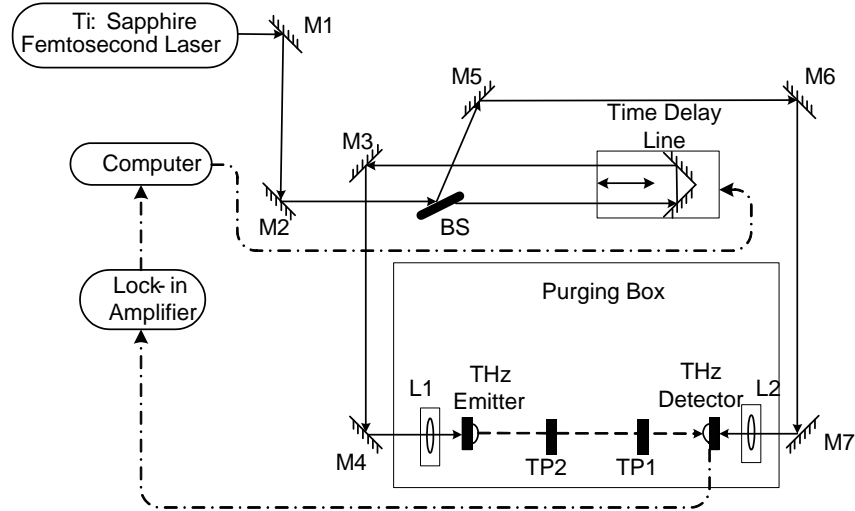 Ti: Sapphire
Femtosecond Laser
M1
M5
M6
Time Delay
Line
M3
Computer
M2
BS
Lock-in
Amplifier
Purging Box
THz
Emitter
THz
Detector
L1
L2
M4
TP2
TP1
M7